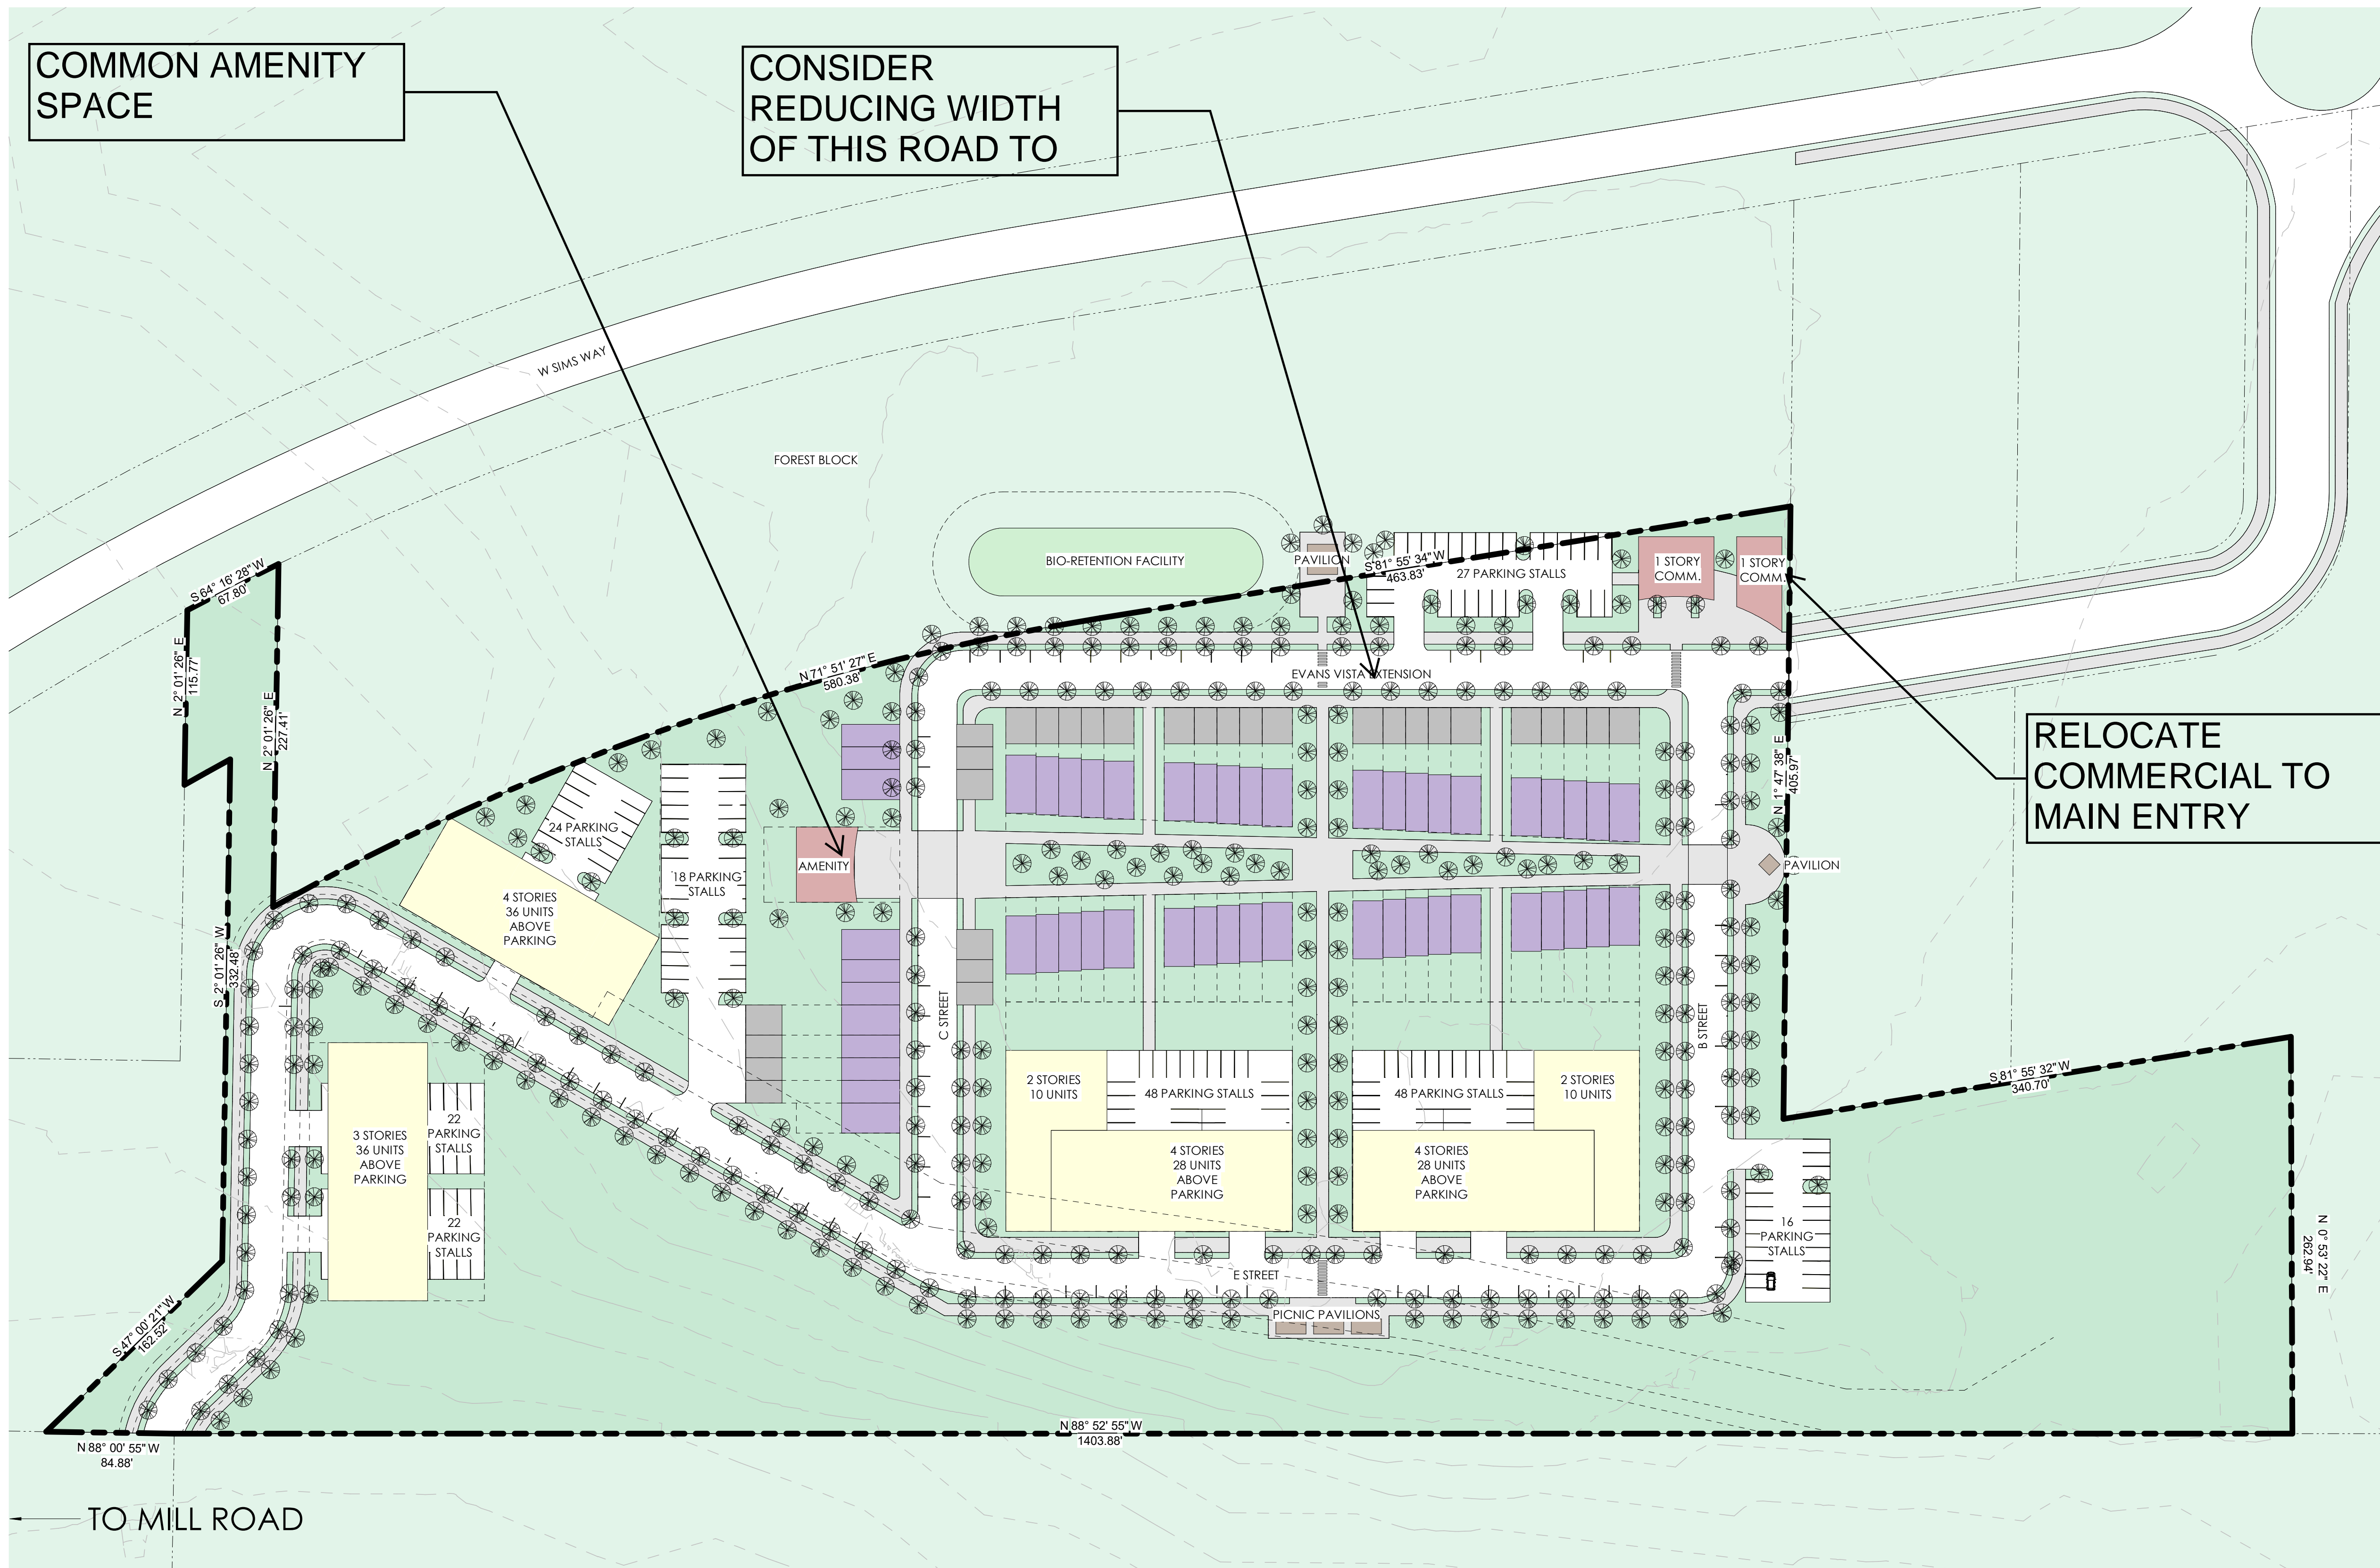 COMMON AMENITY
SPACE
CONSIDER
REDUCING WIDTH
OF THIS ROAD TO
W SIMS WAY
FOREST BLOCK
BIO-RETENTION FACILITY
PAVILION
S 81° 55' 34" W
463.83'
27 PARKING STALLS
1 STORY
COMM.
1 STORY
COMM.
S 64° 16' 28" W
67.80'
N 2° 01' 26" E
115.77'
N 2° 01' 26" E
227.41'
N 71° 51' 27" E
580.38'
EVANS VISTA EXTENSION
RELOCATE
COMMERCIAL TO
MAIN ENTRY
N 1° 47' 38" E
405.97'
24 PARKING
STALLS
18 PARKING
STALLS
AMENITY
PAVILION
4 STORIES
36 UNITS
ABOVE
PARKING
S 2° 01' 26" W
332.48'
C STREET
B STREET
S 81° 55' 32" W
340.70'
2 STORIES
10 UNITS
48 PARKING STALLS
48 PARKING STALLS
2 STORIES
10 UNITS
3 STORIES
36 UNITS
ABOVE
PARKING
22
PARKING
STALLS
22
PARKING
STALLS
4 STORIES
28 UNITS
ABOVE
PARKING
4 STORIES
28 UNITS
ABOVE
PARKING
16
PARKING
STALLS
N 0° 53' 22" E
262.94'
E STREET
PICNIC PAVILIONS
S 47° 00' 21" W
162.52'
N 88° 00' 55" W
84.88'
N 88° 52' 55" W
1403.88'
TO MILL ROAD